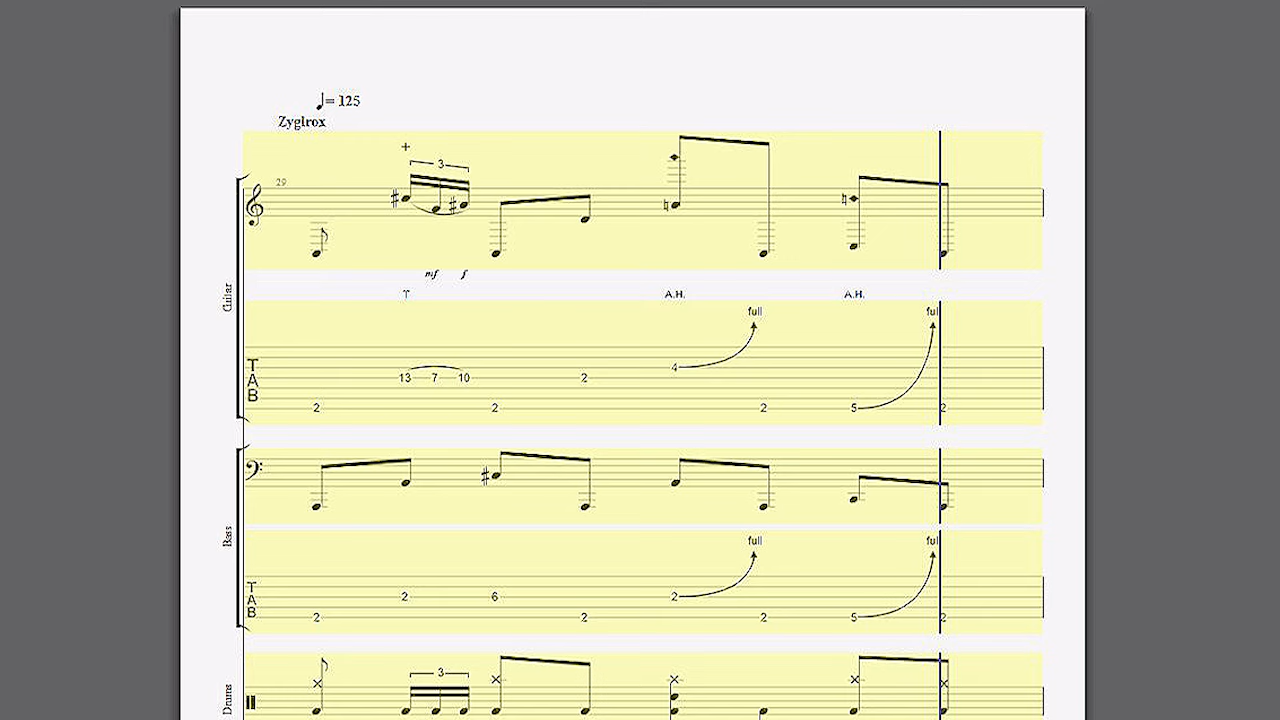 ♩= 125
Zyglrox
+
3
29
mf f
A.H. A.H.
Guitar
full full
T
A
B
4
13 7 10 2
2 2 2 5 2
Bass
full full
T
A
B
2 6 2
2 2 2 5 2
Drums
3